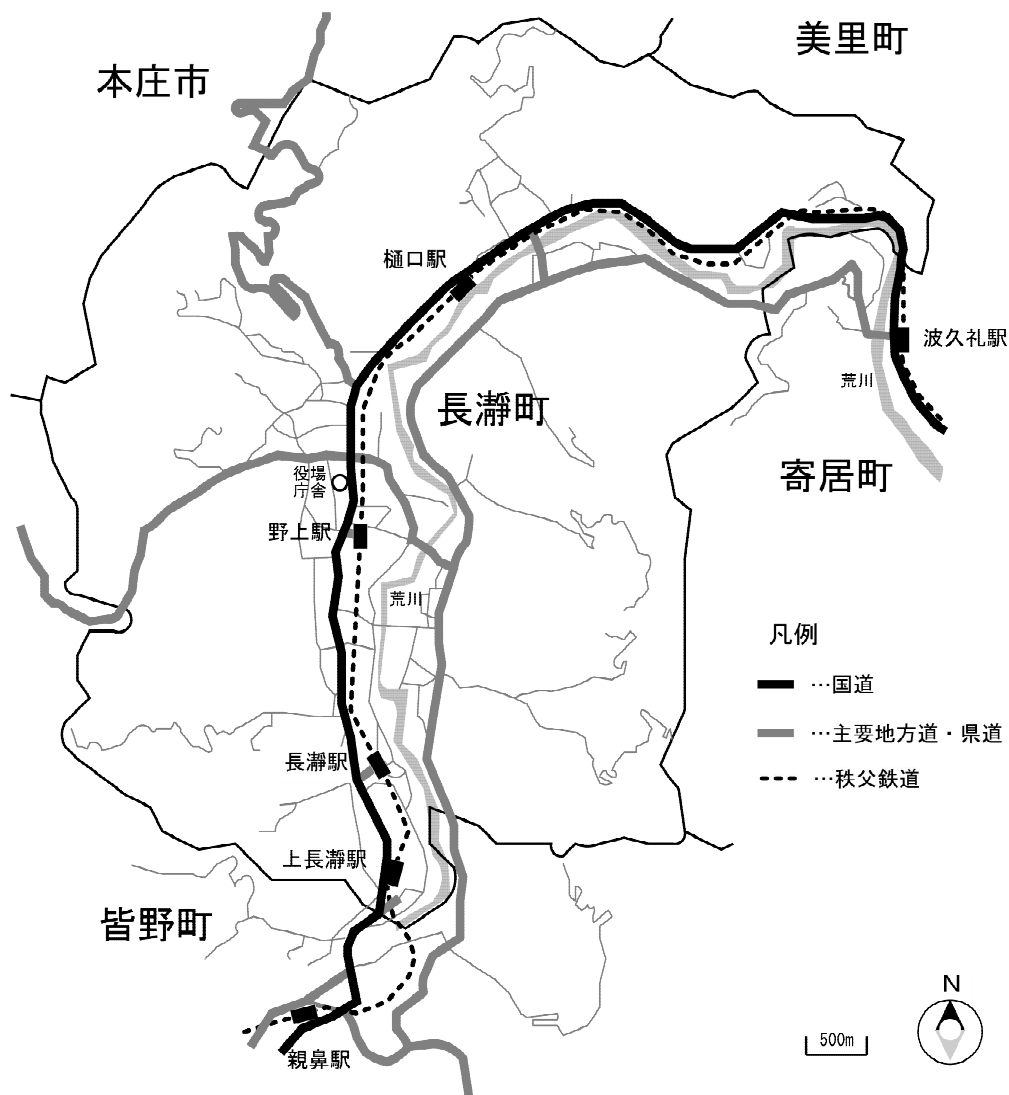 美里町
本庄市
樋口駅
波久礼駅
荒川
長瀞町
寄居町
役場
庁舎
野上駅
荒川
凡例
…国道
…主要地方道・県道
…秩父鉄道
長瀞駅
上長瀞駅
皆野町
N
500m
親鼻駅